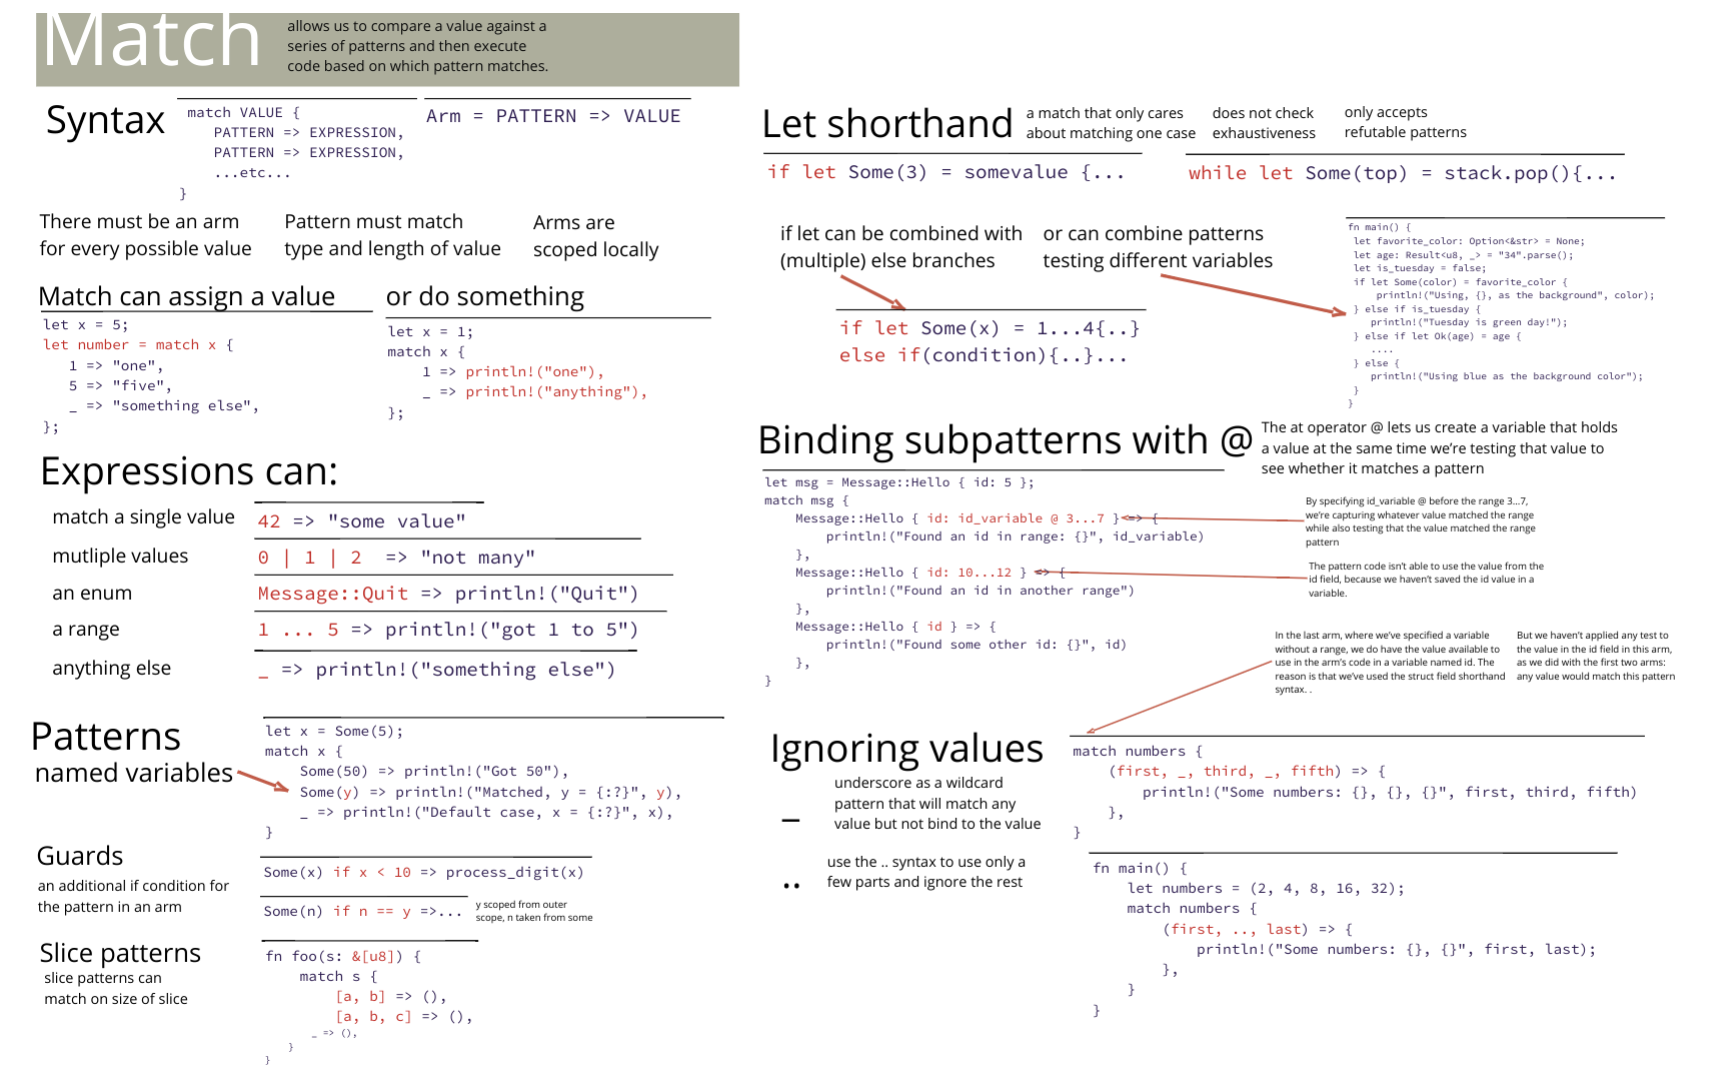 Match
allows us to compare a value against a
series of patterns and then execute
code based on which pattern matches.
Syntax
match VALUE {
PATTERN => EXPRESSION,
PATTERN => EXPRESSION,
...etc...
}
Arm = PATTERN => VALUE
There must be an arm
for every possible value
Pattern must match
type and length of value
Arms are
scoped locally
Match can assign a value
let x = 5;
let number = match x {
1 => "one",
5 => "five",
_ => "something else",
};
or do something
let x = 1;
match x {
1 => println!("one"),
_ => println!("anything"),
};
Expressions can:
match a single value
42 => "some value"
mutliple values
0 | 1 | 2 => "not many"
an enum
Message::Quit => println!("Quit")
a range
1 ... 5 => println!("got 1 to 5")
anything else
_ => println!("something else")
Patterns
named variables
let x = Some(5);
match x {
Some(50) => println!("Got 50"),
Some(y) => println!("Matched, y = {:?}", y),
_ => println!("Default case, x = {:?}", x),
}
Guards
an additional if condition for
the pattern in an arm
Some(x) if x < 10 => process_digit(x)
Some(n) if n == y =>...
y scoped from outer
scope, n taken from some
Slice patterns
slice patterns can
match on size of slice
fn foo(s: &[u8]) {
match s {
[a, b] => (),
[a, b, c] => (),
_ => (),
}
}
Let shorthand
a match that only cares
about matching one case
does not check
exhaustiveness
only accepts
refutable patterns
if let Some(3) = somevalue {...
while let Some(top) = stack.pop(){...
if let can be combined with
(multiple) else branches
or can combine patterns
testing different variables
if let Some(x) = 1...4{..}
else if(condition){..}...
fn main() {
let favorite_color: Option<&str> = None;
let age: Result<u8, _> = "34".parse();
let is_tuesday = false;
if let Some(color) = favorite_color {
println!("Using, {}, as the background", color);
} else if is_tuesday {
println!("Tuesday is green day!");
} else if let Ok(age) = age {
....
} else {
println!("Using blue as the background color");
}
}
Binding subpatterns with @
The at operator @ lets us create a variable that holds
a value at the same time we're testing that value to
see whether it matches a pattern
let msg = Message::Hello { id: 5 };
match msg {
Message::Hello { id: id_variable @ 3...7 } => {
println!("Found an id in range: {}", id_variable)
},
Message::Hello { id: 10...12 } => {
println!("Found an id in another range")
},
Message::Hello { id } => {
println!("Found some other id: {}", id)
},
}
By specifying id_variable @ before the range 3...7,
we're capturing whatever value matched the range
while also testing that the value matched the range
pattern
The pattern code isn't able to use the value from the
id field, because we haven't saved the id value in a
variable.
In the last arm, where we've specified a variable
without a range, we do have the value available to
use in the arm's code in a variable named id. The
reason is that we've used the struct field shorthand
syntax. .
But we haven't applied any test to
the value in the id field in this arm,
as we did with the first two arms:
any value would match this pattern
Ignoring values
_
underscore as a wildcard
pattern that will match any
value but not bind to the value
..
use the .. syntax to use only a
few parts and ignore the rest
match numbers {
(first, _, third, _, fifth) => {
println!("Some numbers: {}, {}, {}", first, third, fifth)
},
}
fn main() {
let numbers = (2, 4, 8, 16, 32);
match numbers {
(first, .., last) => {
println!("Some numbers: {}, {}", first, last);
},
}
}